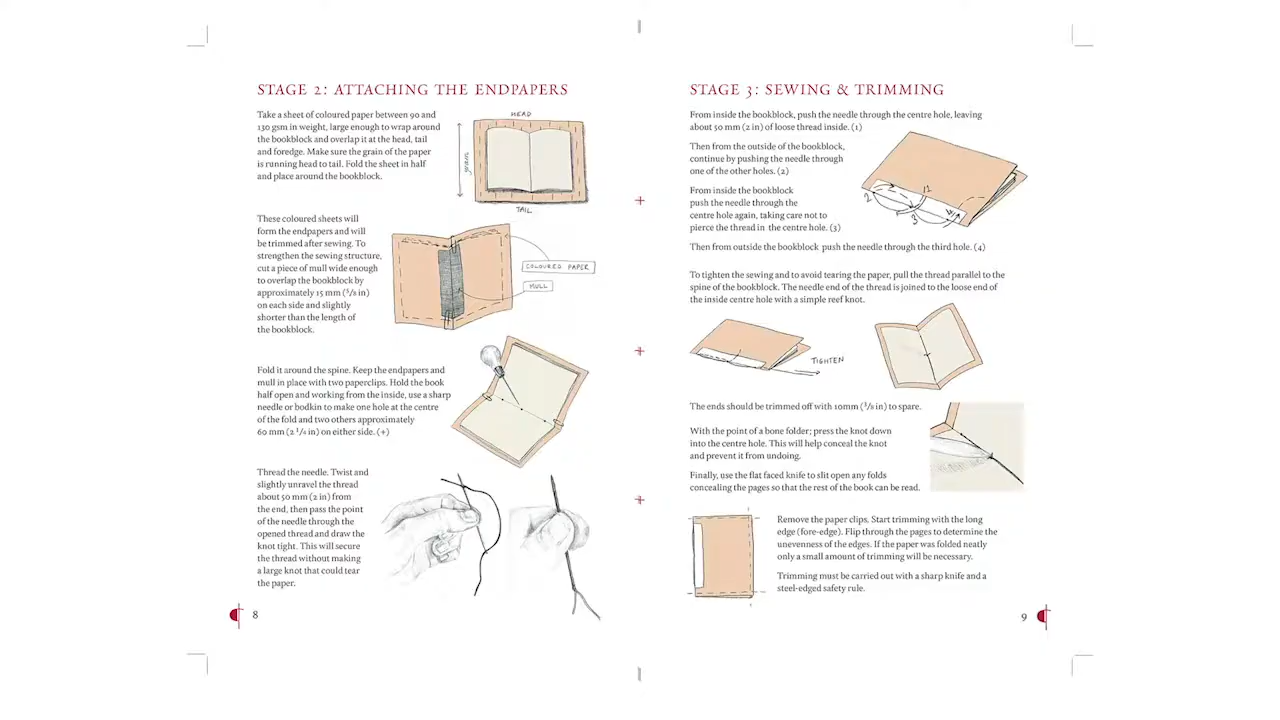 STAGE 2: ATTACHING THE ENDPAPERS
Take a sheet of coloured paper between 90 and
130 gsm in weight, large enough to wrap around
the bookblock and overlap it at the head, tail
and foredge. Make sure the grain of the paper
is running head to tail. Fold the sheet in half
and place around the bookblock.
HEAD
grain
TAIL
These coloured sheets will
form the endpapers and will
be trimmed after sewing. To
strengthen the sewing structure,
cut a piece of mull wide enough
to overlap the bookblock by
approximately 15 mm (5/8 in)
on each side and slightly
shorter than the length of
the bookblock.
COLOURED PAPER
MULL
Fold it around the spine. Keep the endpapers and
mull in place with two paperclips. Hold the book
half open and working from the inside, use a sharp
needle or bodkin to make one hole at the centre
of the fold and two others approximately
60 mm (2 1/4 in) on either side. (+)
Thread the needle. Twist and
slightly unravel the thread
about 50 mm (2 in) from
the end, then pass the point
of the needle through the
opened thread and draw the
knot tight. This will secure
the thread without making
a large knot that could tear
the paper.
8
STAGE 3: SEWING & TRIMMING
From inside the bookblock, push the needle through the centre hole, leaving
about 50 mm (2 in) of loose thread inside. (1)
Then from the outside of the bookblock,
continue by pushing the needle through
one of the other holes. (2)
From inside the bookblock
push the needle through the
centre hole again, taking care not to
pierce the thread in the centre hole. (3)
2
1
3
4
Then from outside the bookblock push the needle through the third hole. (4)
To tighten the sewing and to avoid tearing the paper, pull the thread parallel to the
spine of the bookblock. The needle end of the thread is joined to the loose end of
the inside centre hole with a simple reef knot.
TIGHTEN
The ends should be trimmed off with 10mm (3/8 in) to spare.
With the point of a bone folder; press the knot down
into the centre hole. This will help conceal the knot
and prevent it from undoing.
Finally, use the flat faced knife to slit open any folds
concealing the pages so that the rest of the book can be read.
Remove the paper clips. Start trimming with the long
edge (fore-edge). Flip through the pages to determine the
unevenness of the edges. If the paper was folded neatly
only a small amount of trimming will be necessary.
Trimming must be carried out with a sharp knife and a
steel-edged safety rule.
9